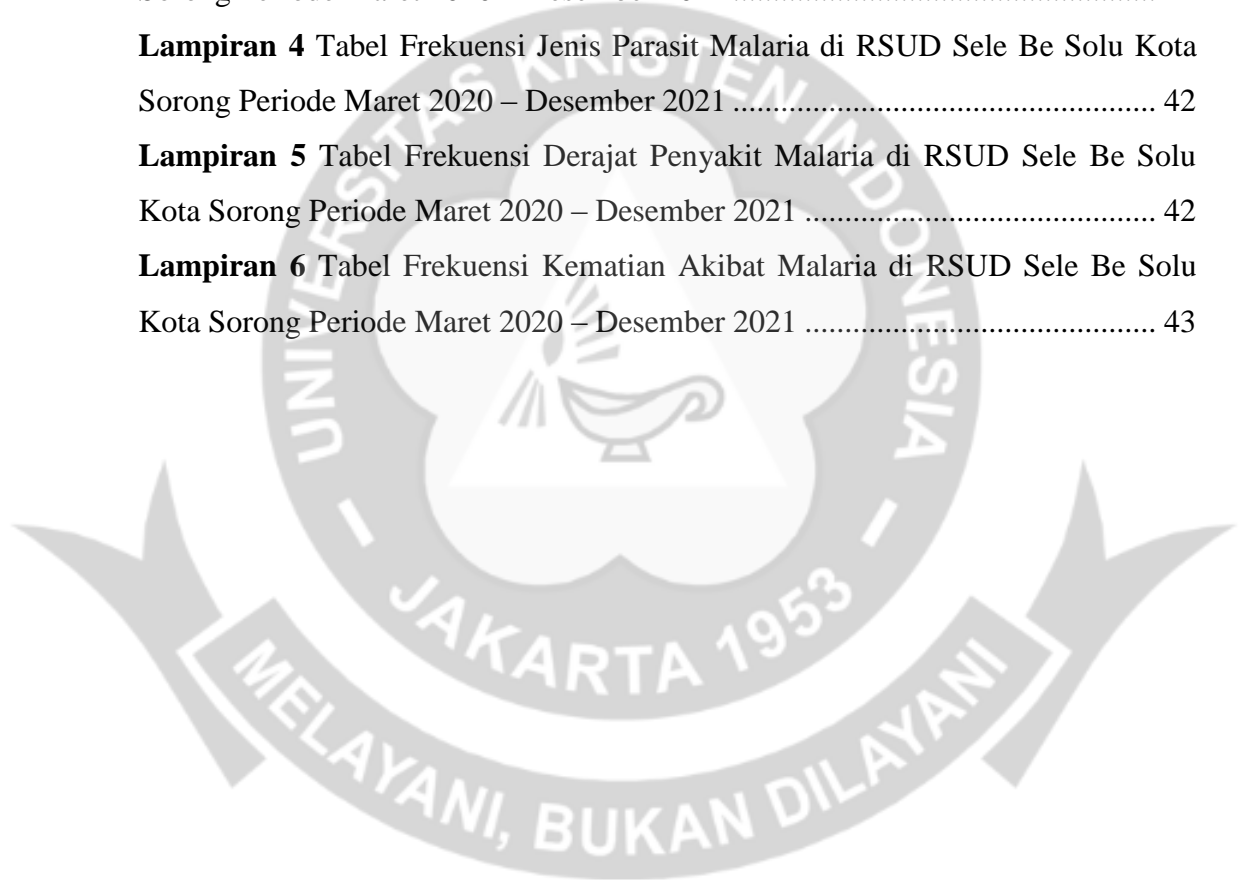 Lampiran 4 Tabel Frekuensi Jenis Parasit Malaria di RSUD Sele Be Solu Kota
Sorong Periode Maret 2020 – Desember 2021 .................................................... 42
Lampiran 5 Tabel Frekuensi Derajat Penyakit Malaria di RSUD Sele Be Solu
Kota Sorong Periode Maret 2020 – Desember 2021 ........................................... 42
Lampiran 6 Tabel Frekuensi Kematian Akibat Malaria di RSUD Sele Be Solu
Kota Sorong Periode Maret 2020 – Desember 2021 ........................................... 43
UNIVERSITAS KRISTEN INDONESIA
- JAKARTA 1953 -
MELAYANI, BUKAN DILAYANI